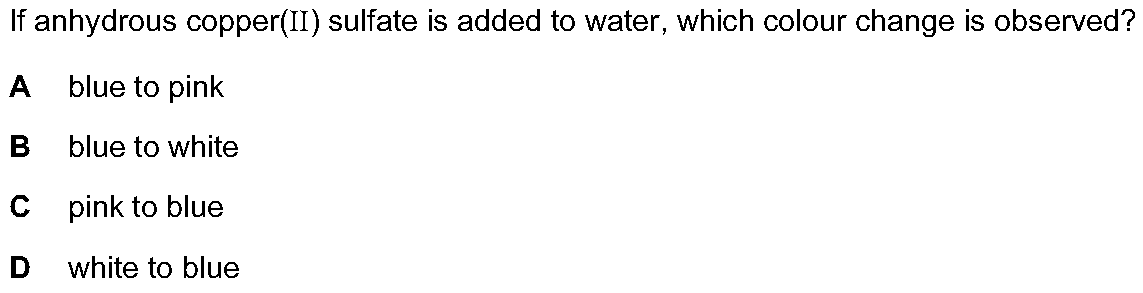 If anhydrous copper(II) sulfate is added to water, which colour change is observed?
A blue to pink
B blue to white
C pink to blue
D white to blue